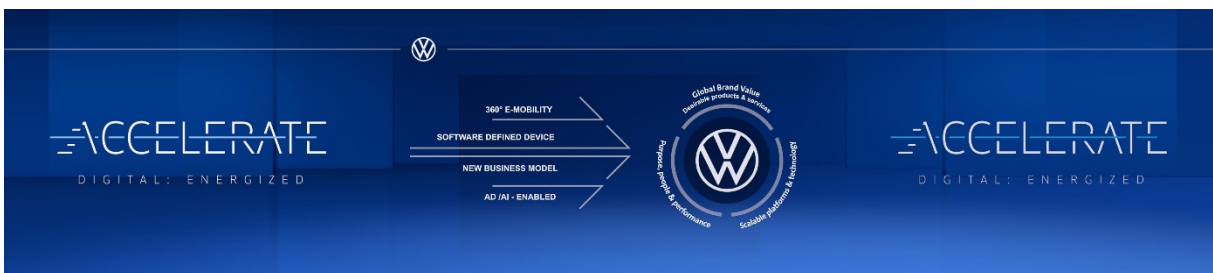 ACCELERATE
DIGITAL: ENERGIZED
360° E-MOBILITY
SOFTWARE DEFINED DEVICE
NEW BUSINESS MODEL
AD /AI - ENABLED
Global Brand Value
Desirable products & services
Purpose, people & performance
Scalable platforms & technology
ACCELERATE
DIGITAL: ENERGIZED